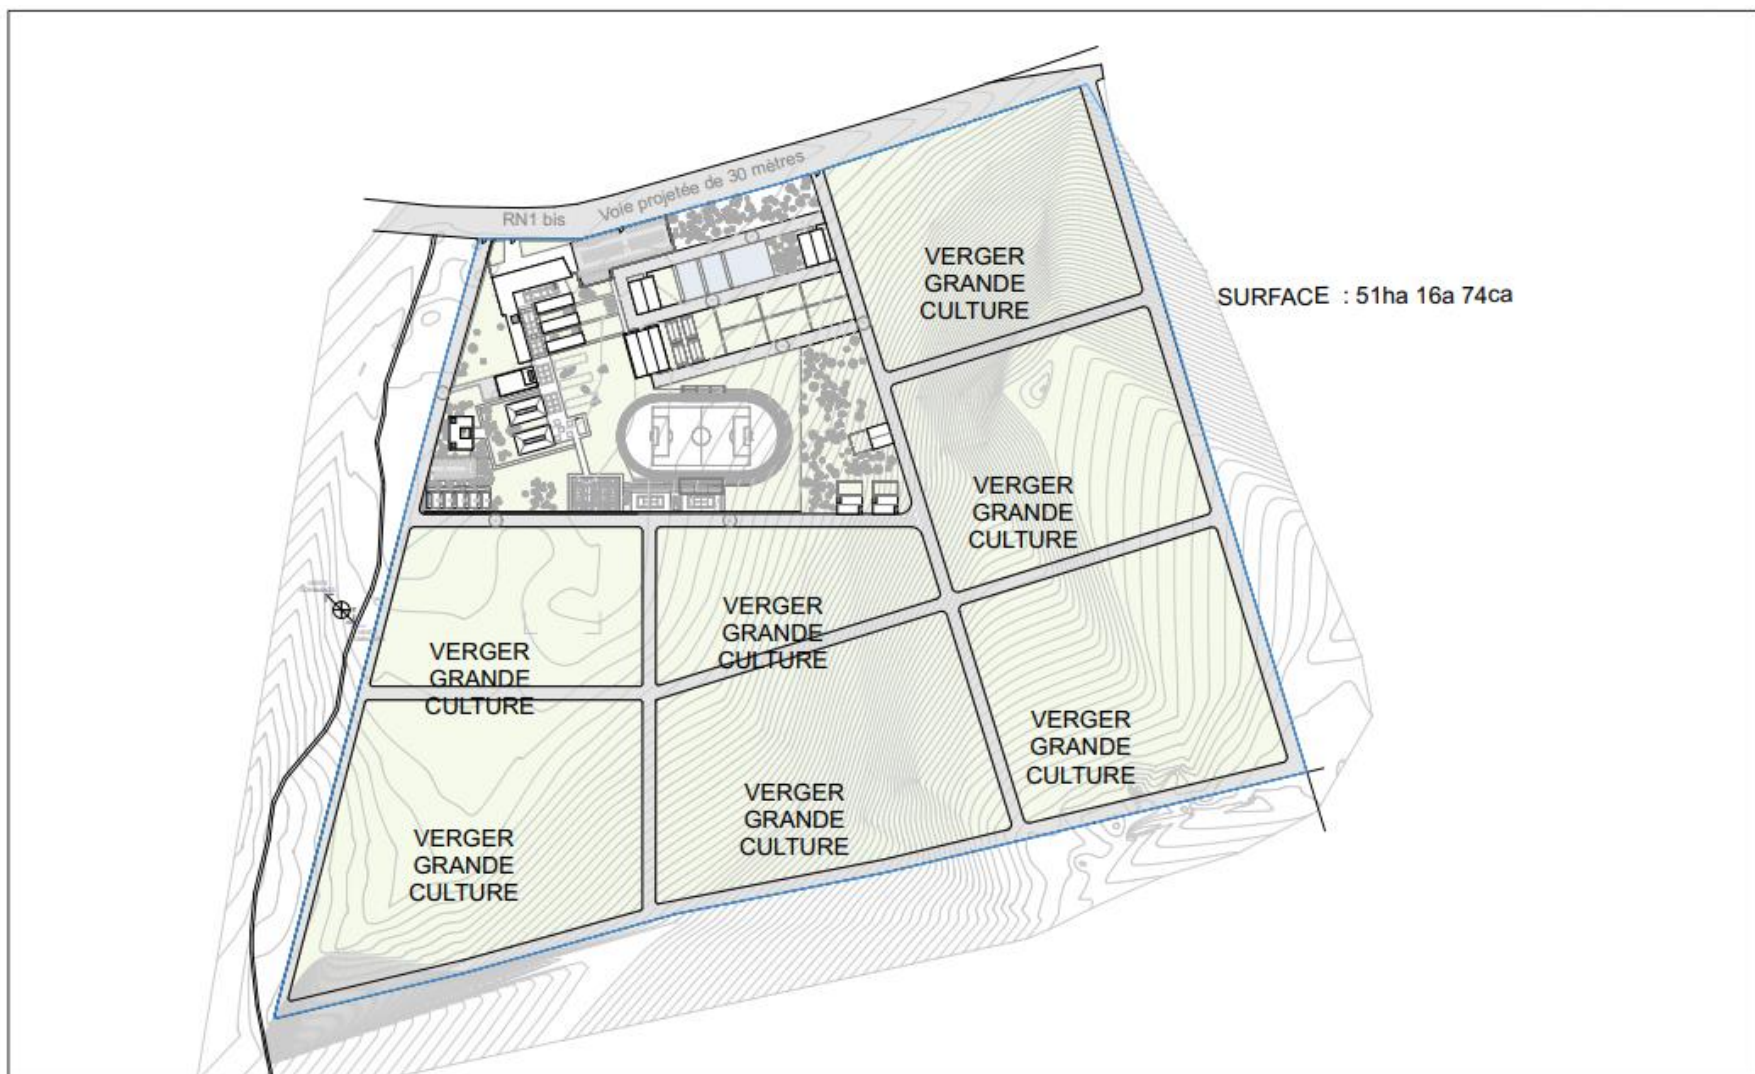 RN1 bis
Voie projetée de 30 mètres
VERGER
GRANDE
CULTURE
SURFACE : 51ha 16a 74ca
VERGER
GRANDE
CULTURE
VERGER
GRANDE
CULTURE
VERGER
GRANDE
CULTURE
VERGER
GRANDE
CULTURE
VERGER
GRANDE
CULTURE
VERGER
GRANDE
CULTURE